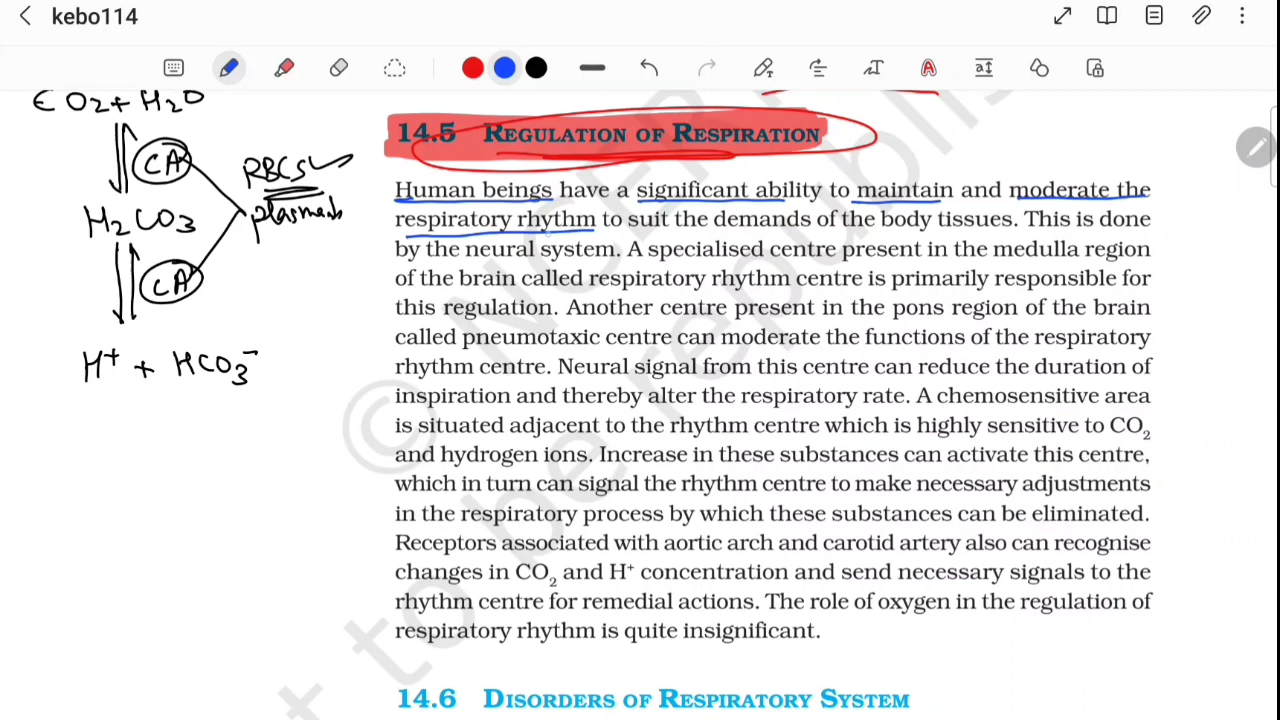 kebo114
CO2 + H2O
CA
RBCs
plasma
H2CO3
CA
H+ + HCO3-
14.5 REGULATION OF RESPIRATION
Human beings have a significant ability to maintain and moderate the
respiratory rhythm to suit the demands of the body tissues. This is done
by the neural system. A specialised centre present in the medulla region
of the brain called respiratory rhythm centre is primarily responsible for
this regulation. Another centre present in the pons region of the brain
called pneumotaxic centre can moderate the functions of the respiratory
rhythm centre. Neural signal from this centre can reduce the duration of
inspiration and thereby alter the respiratory rate. A chemosensitive area
is situated adjacent to the rhythm centre which is highly sensitive to CO2
and hydrogen ions. Increase in these substances can activate this centre,
which in turn can signal the rhythm centre to make necessary adjustments
in the respiratory process by which these substances can be eliminated.
Receptors associated with aortic arch and carotid artery also can recognise
changes in CO2 and H+ concentration and send necessary signals to the
rhythm centre for remedial actions. The role of oxygen in the regulation of
respiratory rhythm is quite insignificant.
14.6 DISORDERS OF RESPIRATORY SYSTEM